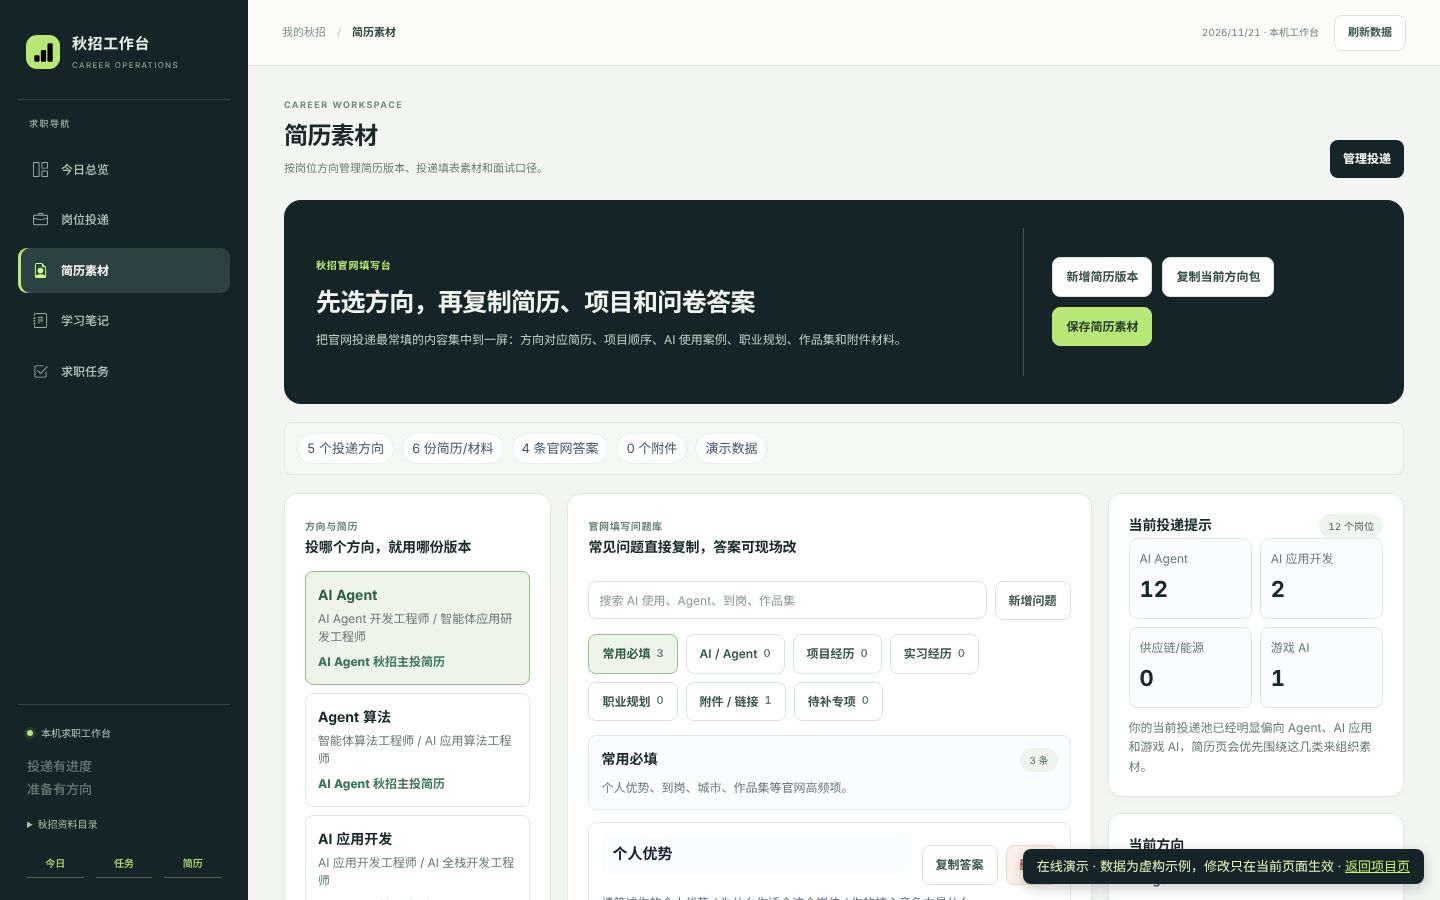 秋招工作台
CAREER OPERATIONS
求职导航
今日总览
岗位投递
简历素材
学习笔记
求职任务
本机求职工作台
投递有进度
准备有方向
秋招资料目录
今日 任务 简历
我的秋招 / 简历素材
2026/11/21 · 本机工作台
刷新数据
CAREER WORKSPACE
简历素材
按岗位方向管理简历版本、投递填表素材和面试口径。
管理投递
秋招官网填写台
先选方向，再复制简历、项目和问卷答案
把官网投递最常填的内容集中到一屏：方向对应简历、项目顺序、AI 使用案例、职业规划、作品集和附件材料。
新增简历版本
复制当前方向包
保存简历素材
5 个投递方向
6 份简历/材料
4 条官网答案
0 个附件
演示数据
方向与简历
投哪个方向，就用哪份版本
AI Agent
AI Agent 开发工程师 / 智能体应用研
发工程师
AI Agent 秋招主投简历
Agent 算法
智能体算法工程师 / AI 应用算法工程
师
AI Agent 秋招主投简历
AI 应用开发
AI 应用开发工程师 / AI 全栈开发工程
师
官网填写问题库
常见问题直接复制，答案可现场改
搜索 AI 使用、Agent、到岗、作品集
新增问题
常用必填 3
AI / Agent 0
项目经历 0
实习经历 0
职业规划 0
附件 / 链接 1
待补专项 0
常用必填
3 条
个人优势、到岗、城市、作品集等官网高频项。
个人优势
复制答案
当前投递提示
12 个岗位
AI Agent
12
AI 应用开发
2
供应链/能源
0
游戏 AI
1
你的当前投递池已经明显偏向 Agent、AI 应用
和游戏 AI，简历页会优先围绕这几类来组织素
材。
当前方向
在线演示 · 数据为虚构示例，修改只在当前页面生效 · 返回项目页